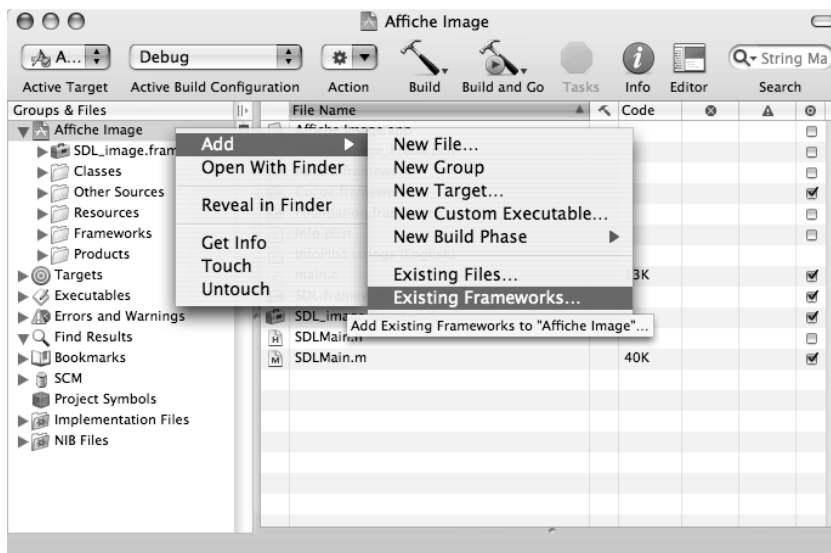 Affiche Image
A...
Debug
Active Target
Active Build Configuration
Action
Build
Build and Go
Tasks
Info
Editor
String Ma
Search
Groups & Files
File Name
Code
Affiche Image
SDL_image.fram
Classes
Other Sources
Resources
Frameworks
Products
Targets
Executables
Errors and Warnings
Find Results
Bookmarks
SCM
Project Symbols
Implementation Files
NIB Files
Add
Open With Finder
Reveal in Finder
Get Info
Touch
Untouch
New File...
New Group
New Target...
New Custom Executable...
New Build Phase
Existing Files...
Existing Frameworks...
Add Existing Frameworks to "Affiche Image"...
3K
SDL_ima
SDLMain.h
SDLMain.m
40K